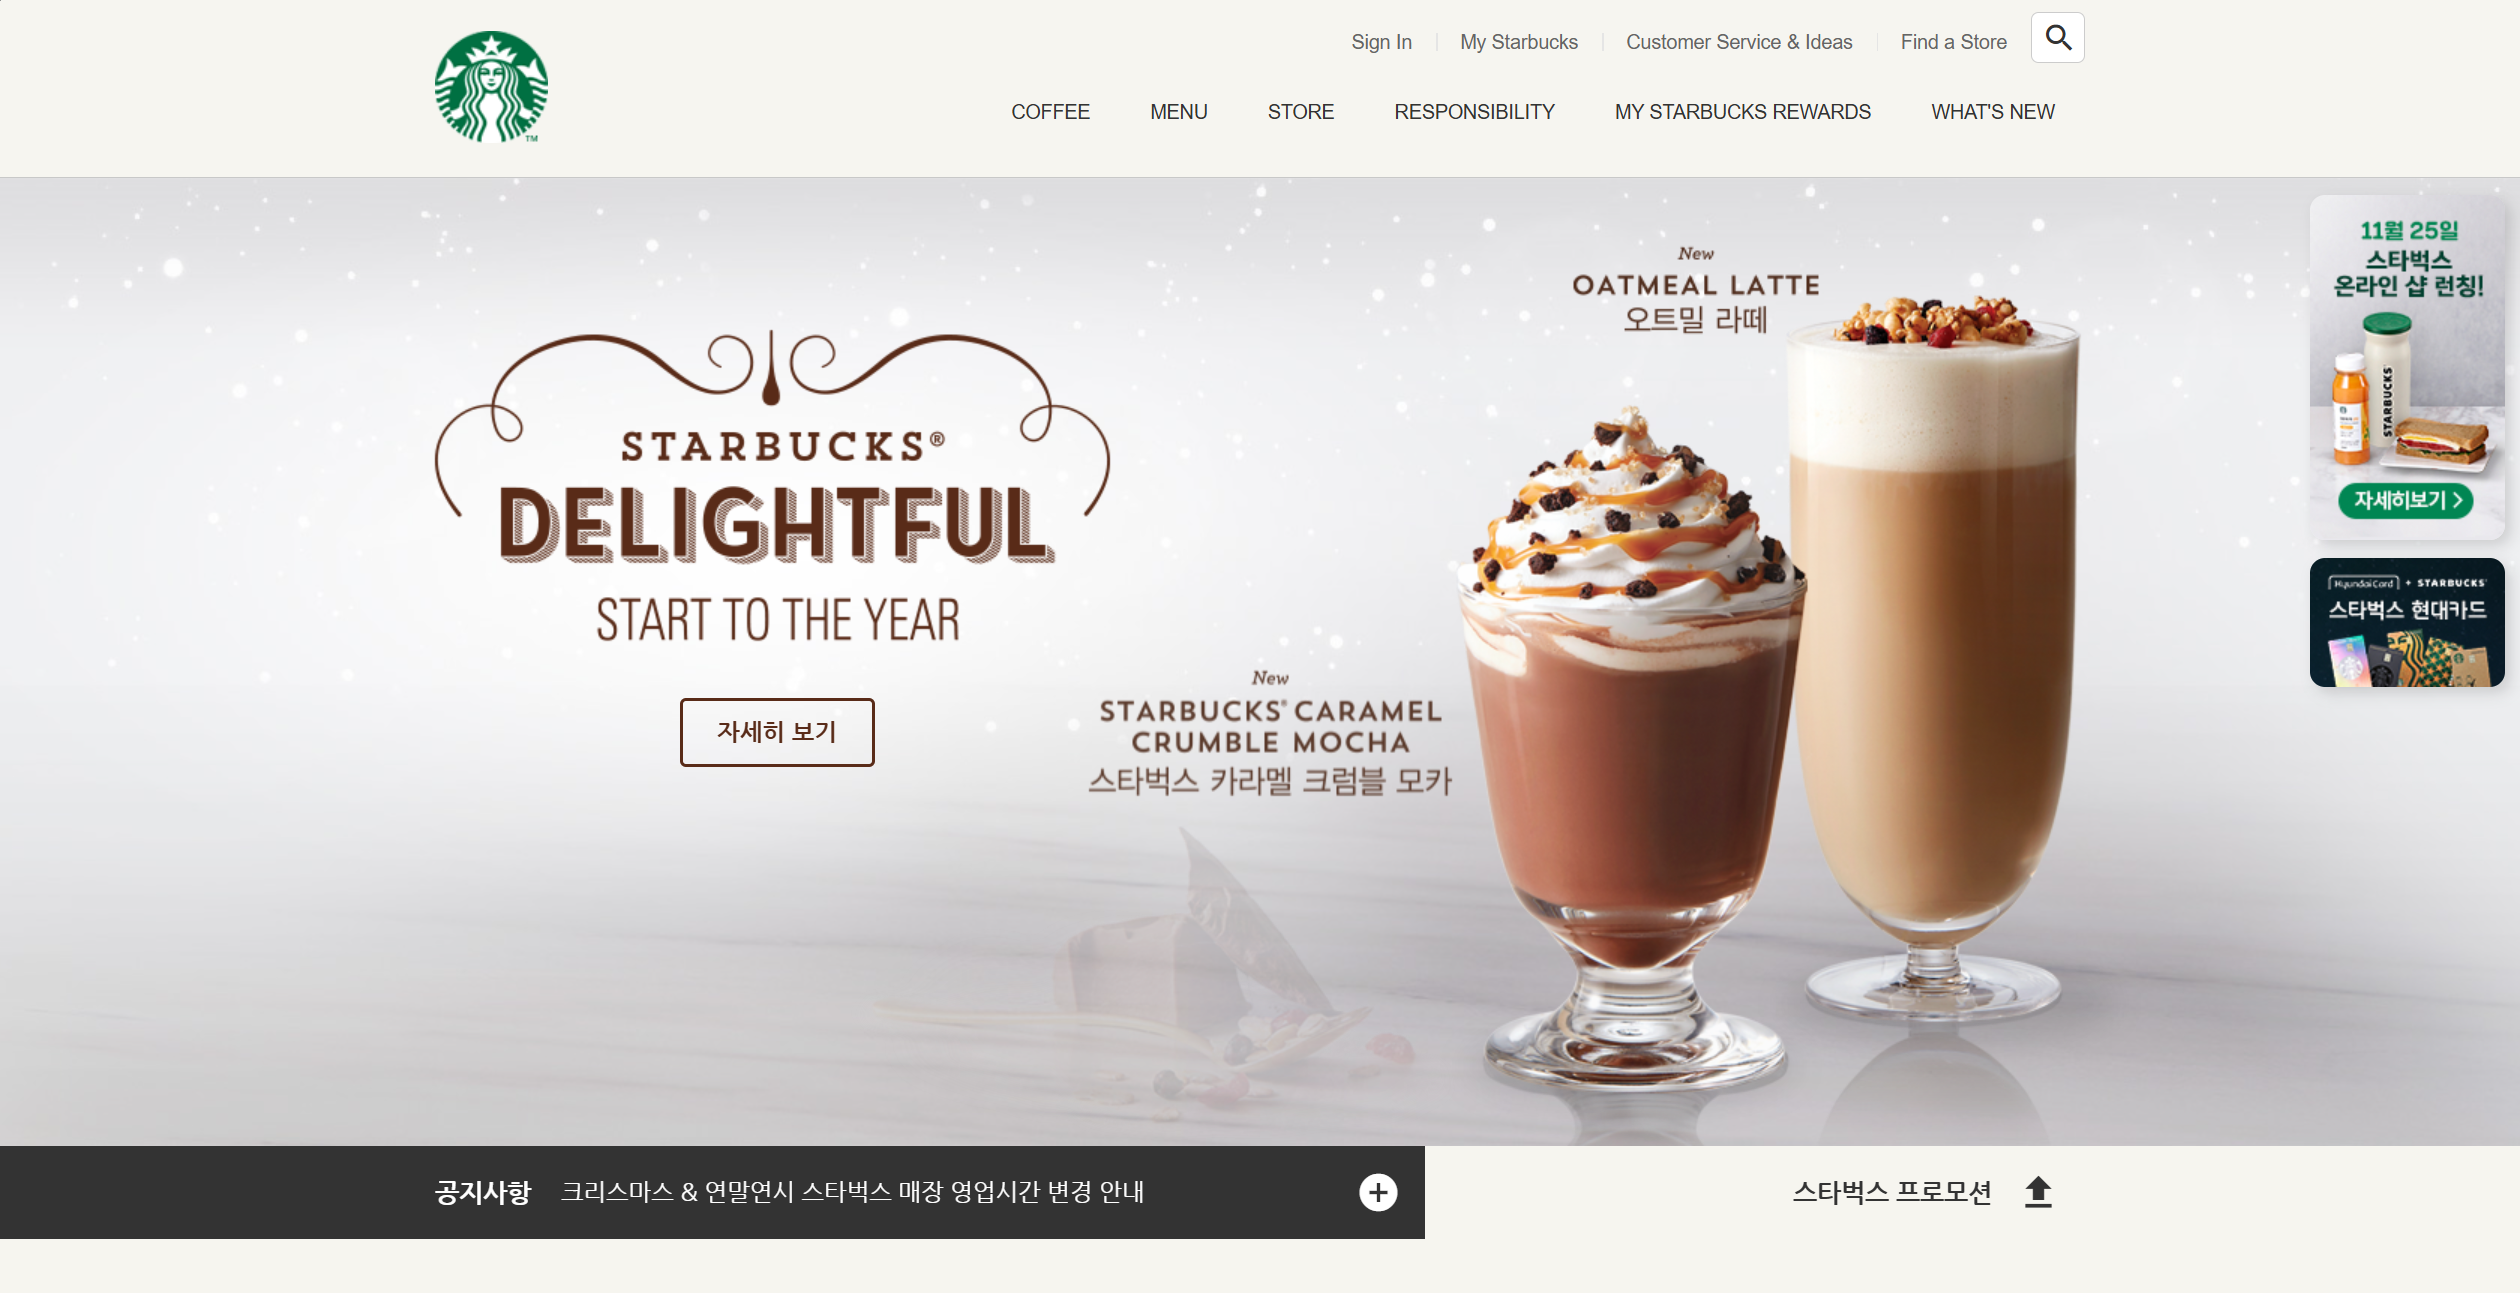 Sign In
My Starbucks
Customer Service & Ideas
Find a Store
COFFEE
MENU
STORE
RESPONSIBILITY
MY STARBUCKS REWARDS
WHAT'S NEW
TM
STARBUCKS®
DELIGHTFUL
START TO THE YEAR
자세히 보기
New
OATMEAL LATTE
오트밀 라떼
New
STARBUCKS® CARAMEL
CRUMBLE MOCHA
스타벅스 카라멜 크럼블 모카
11월 25일
스타벅스
온라인 샵 런칭!
STARBUCKS
자세히보기 >
HyundaiCard + STARBUCKS
스타벅스 현대카드
공지사항
크리스마스 & 연말연시 스타벅스 매장 영업시간 변경 안내
스타벅스 프로모션